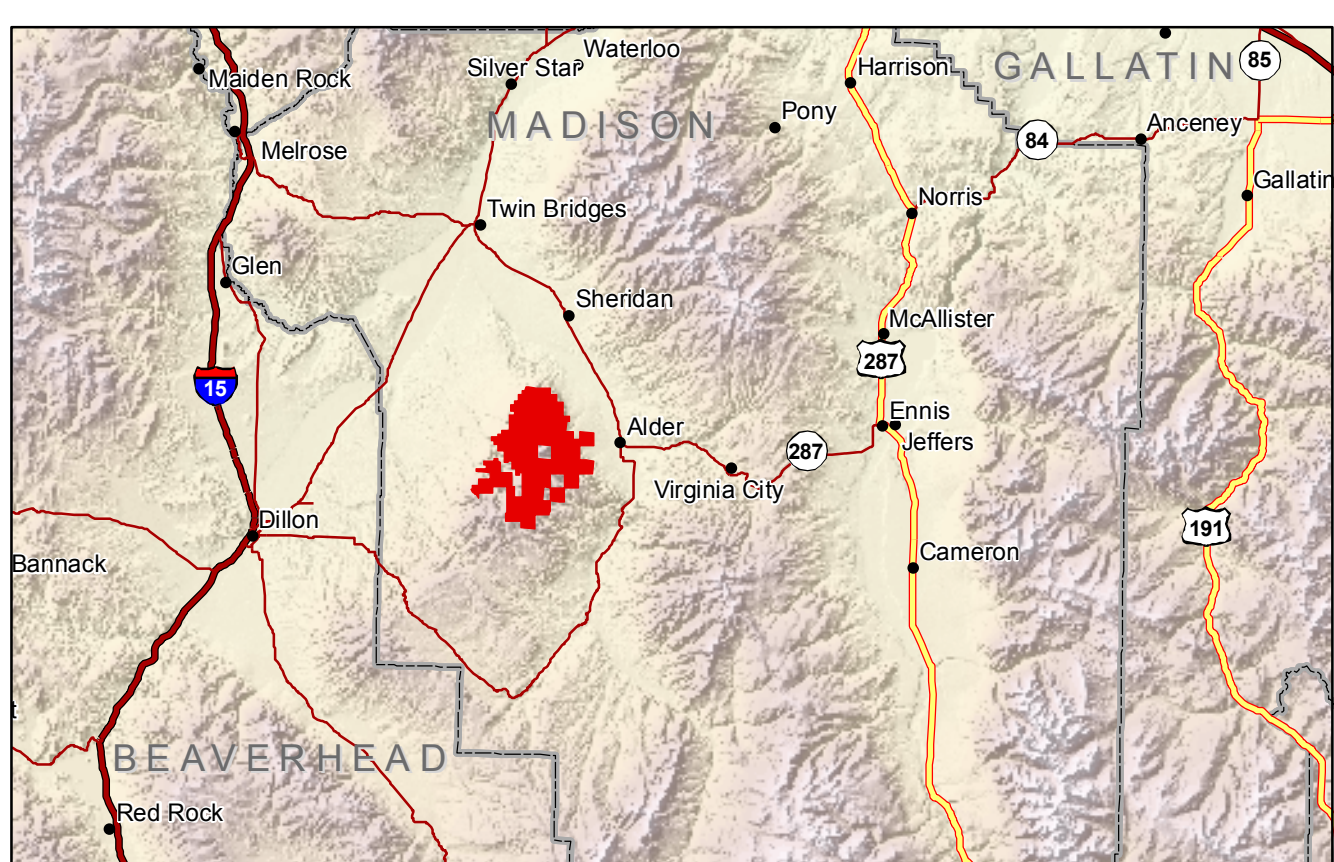 Waterloo
Silver Star
Harrison
GALLATIN
85
Maiden Rock
MADISON
Pony
Anceney
84
Melrose
Gallatin
Norris
Twin Bridges
Glen
Sheridan
McAllister
287
15
Ennis
Alder
Jeffers
287
Virginia City
Dillon
191
Cameron
Bannack
t
BEAVERHEAD
Red Rock